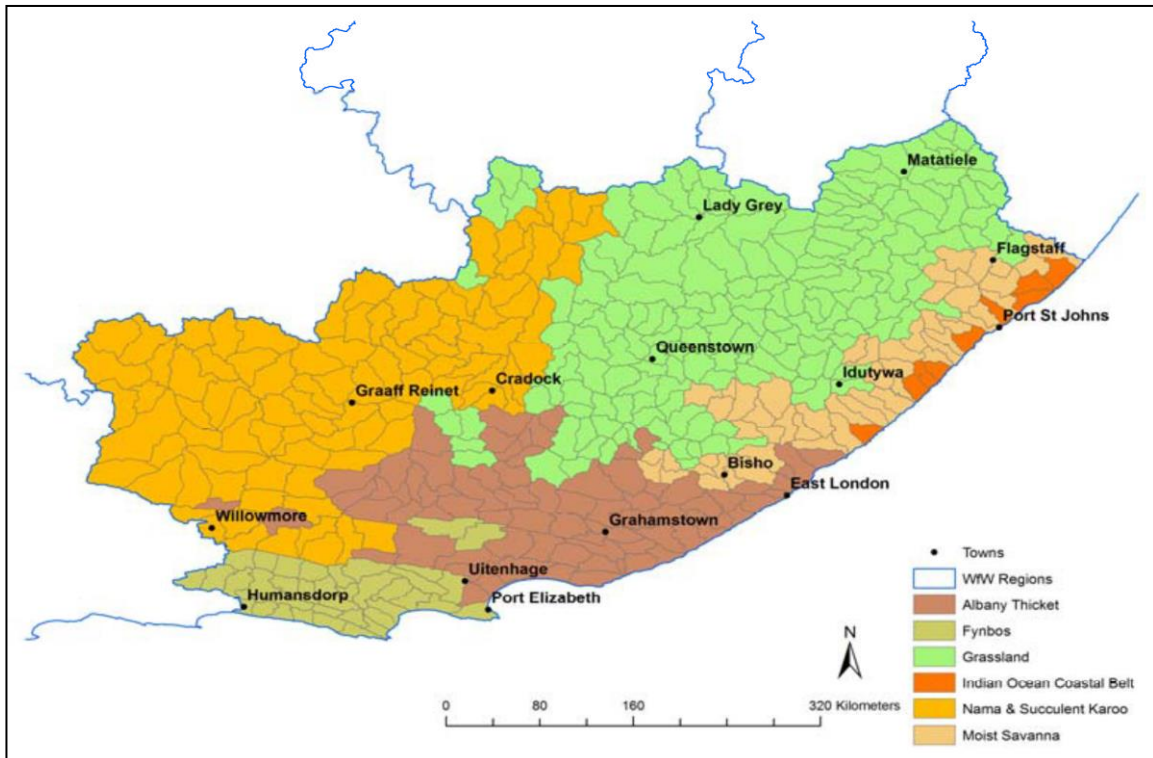 Matatiele
Lady Grey
Flagstaff
Port St Johns
Queenstown
Idutywa
Cradock
Graaff Reinet
Bisho
East London
Willowmore
Grahamstown
Uitenhage
Humansdorp
Port Elizabeth
Towns
WfW Regions
Albany Thicket
Fynbos
Grassland
Indian Ocean Coastal Belt
Nama & Succulent Karoo
Moist Savanna
N
0 80 160 320 Kilometers